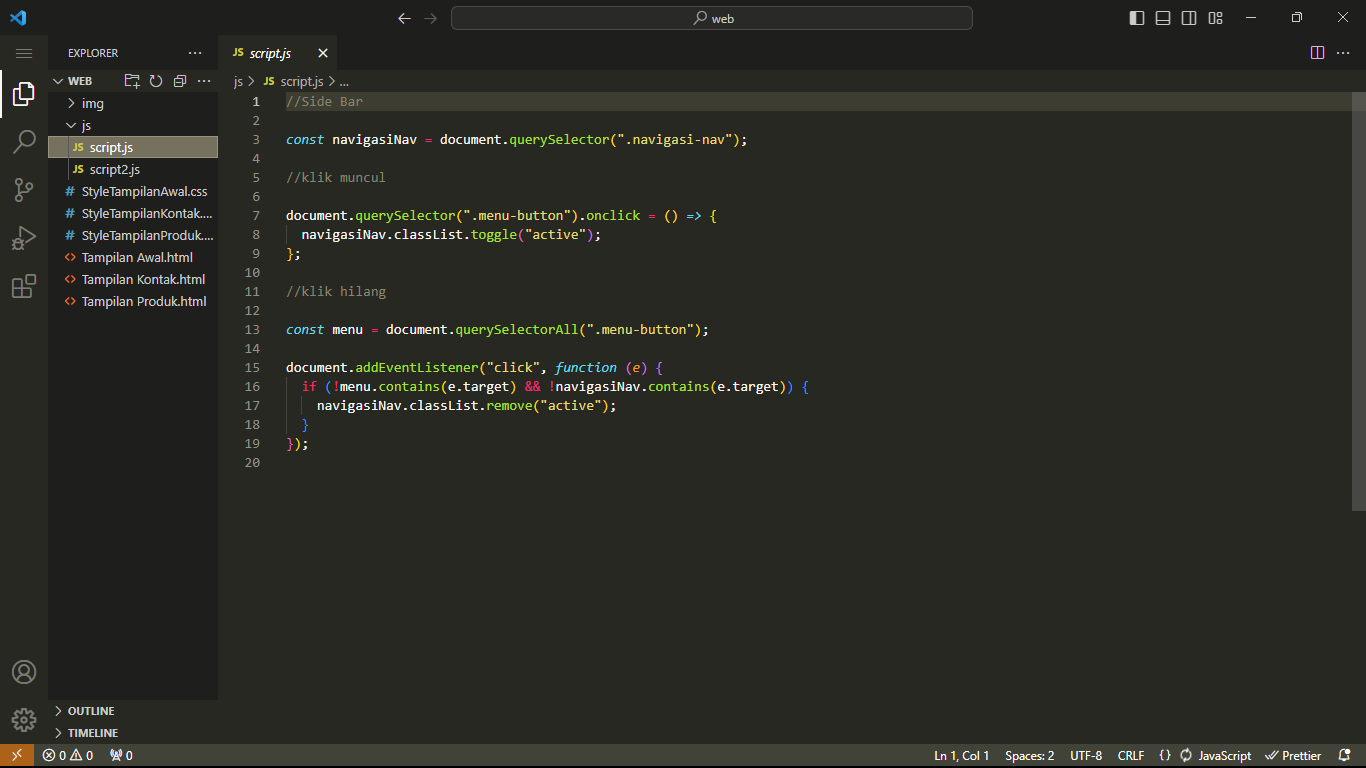 web
EXPLORER
WEB
img
js
JS script.js
JS script2.js
# StyleTampilanAwal.css
# StyleTampilanKontak....
# StyleTampilanProduk....
<> Tampilan Awal.html
<> Tampilan Kontak.html
<> Tampilan Produk.html
OUTLINE
TIMELINE
JS script.js
js > JS script.js > ...
1 //Side Bar
2
3 const navigasiNav = document.querySelector(".navigasi-nav");
4
5 //klik muncul
6
7 document.querySelector(".menu-button").onclick = () => {
8   navigasiNav.classList.toggle("active");
9 };
10
11 //klik hilang
12
13 const menu = document.querySelectorAll(".menu-button");
14
15 document.addEventListener("click", function (e) {
16   if (!menu.contains(e.target) && !navigasiNav.contains(e.target)) {
17     navigasiNav.classList.remove("active");
18   }
19 });
20
0 0 0 Ln 1, Col 1 Spaces: 2 UTF-8 CRLF {} JavaScript Prettier